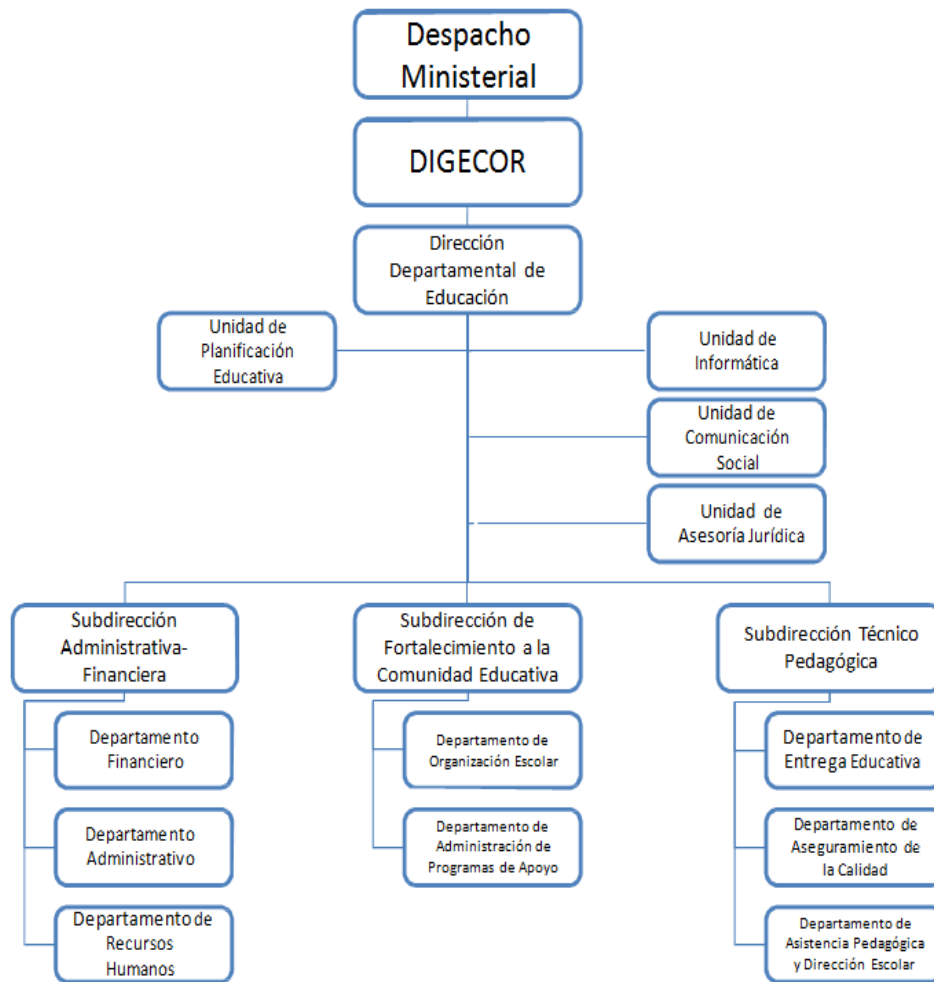 Despacho
Ministerial
DIGECOR
Dirección
Departamental de
Educación
Unidad de
Planificación
Educativa
Unidad de
Informática
Unidad de
Comunicación
Social
Unidad de
Asesoría Jurídica
Subdirección
Administrativa-
Financiera
Departamento
Financiero
Departamento
Administrativo
Departamento de
Recursos
Humanos
Subdirección de
Fortalecimiento a la
Comunidad Educativa
Departamento de
Organización Escolar
Departamento de
Administración de
Programas de Apoyo
Subdirección Técnico
Pedagógica
Departamento de
Entrega Educativa
Departamento de
Aseguramiento de
la Calidad
Departamento de
Asistencia Pedagógica
y Dirección Escolar